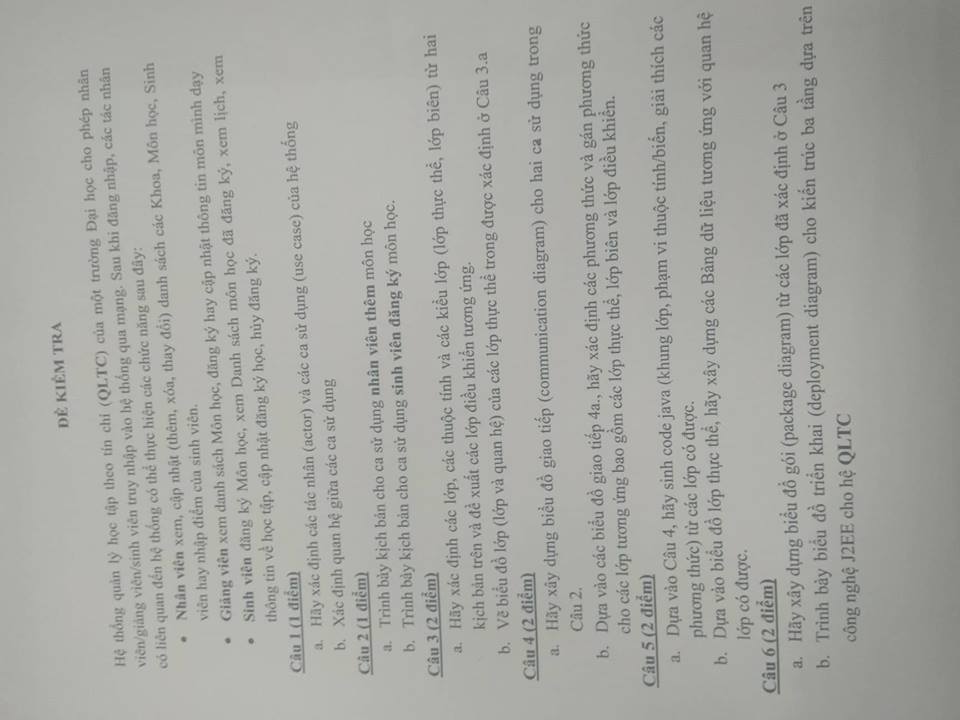 ĐỀ KIỂM TRA
Hệ thống quản lý học tập theo tín chỉ (QLTC) của một trường Đại học cho phép nhân
viên/giảng viên/sinh viên truy nhập vào hệ thống qua mạng. Sau khi đăng nhập, các tác nhân
có liên quan đến hệ thống có thể thực hiện các chức năng sau đây:
• Nhân viên xem, cập nhật (thêm, xóa, thay đổi) danh sách các Khoa, Môn học, Sinh
viên hay nhập điểm của sinh viên.
• Giảng viên xem danh sách Môn học, đăng ký hay cập nhật thông tin môn mình dạy
• Sinh viên đăng ký Môn học, xem Danh sách môn học đã đăng ký, xem lịch, xem
thông tin về học tập, cập nhật đăng ký học, hủy đăng ký.
Câu 1 (1 điểm)
a. Hãy xác định các tác nhân (actor) và các ca sử dụng (use case) của hệ thống
b. Xác định quan hệ giữa các ca sử dụng
Câu 2 (1 điểm)
a. Trình bày kịch bản cho ca sử dụng nhân viên thêm môn học
b. Trình bày kịch bản cho ca sử dụng sinh viên đăng ký môn học.
Câu 3 (2 điểm)
a. Hãy xác định các lớp, các thuộc tính và các kiểu lớp (lớp thực thể, lớp biên) từ hai
kịch bản trên và đề xuất các lớp điều khiển tương ứng.
b. Vẽ biểu đồ lớp (lớp và quan hệ) của các lớp thực thể trong được xác định ở Câu 3.a
Câu 4 (2 điểm)
a. Hãy xây dựng biểu đồ giao tiếp (communication diagram) cho hai ca sử dụng trong
Câu 2.
b. Dựa vào các biểu đồ giao tiếp 4a., hãy xác định các phương thức và gán phương thức
cho các lớp tương ứng bao gồm các lớp thực thể, lớp biên và lớp điều khiển.
Câu 5 (2 điểm)
a. Dựa vào Câu 4, hãy sinh code java (khung lớp, phạm vi thuộc tính/biến, giải thích các
phương thức) từ các lớp có được.
b. Dựa vào biểu đồ lớp thực thể, hãy xây dựng các Bảng dữ liệu tương ứng với quan hệ
lớp có được.
Câu 6 (2 điểm)
a. Hãy xây dựng biểu đồ gói (package diagram) từ các lớp đã xác định ở Câu 3
b. Trình bày biểu đồ triển khai (deployment diagram) cho kiến trúc ba tầng dựa trên
công nghệ J2EE cho hệ QLTC